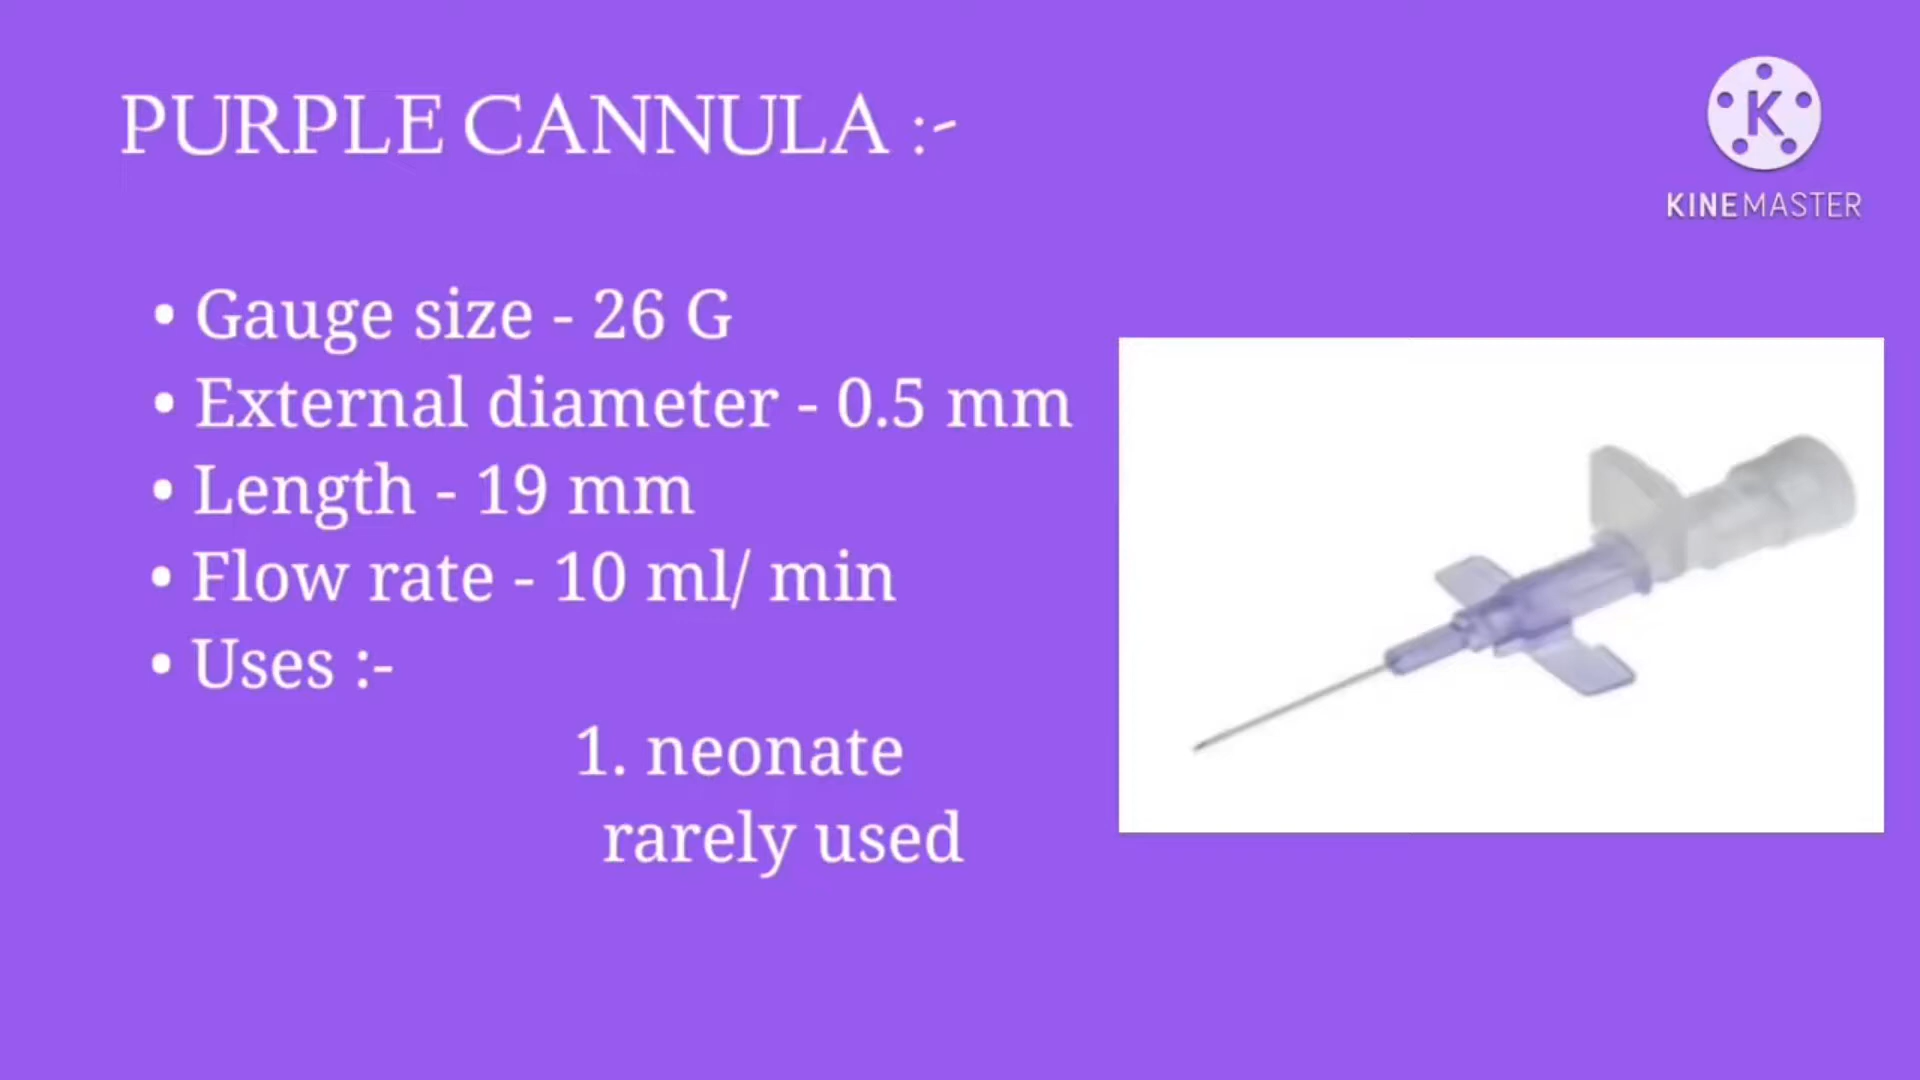 PURPLE CANNULA :-
K
KINEMASTER
• Gauge size - 26 G
• External diameter - 0.5 mm
• Length - 19 mm
• Flow rate - 10 ml/ min
• Uses :-
1. neonate
rarely used